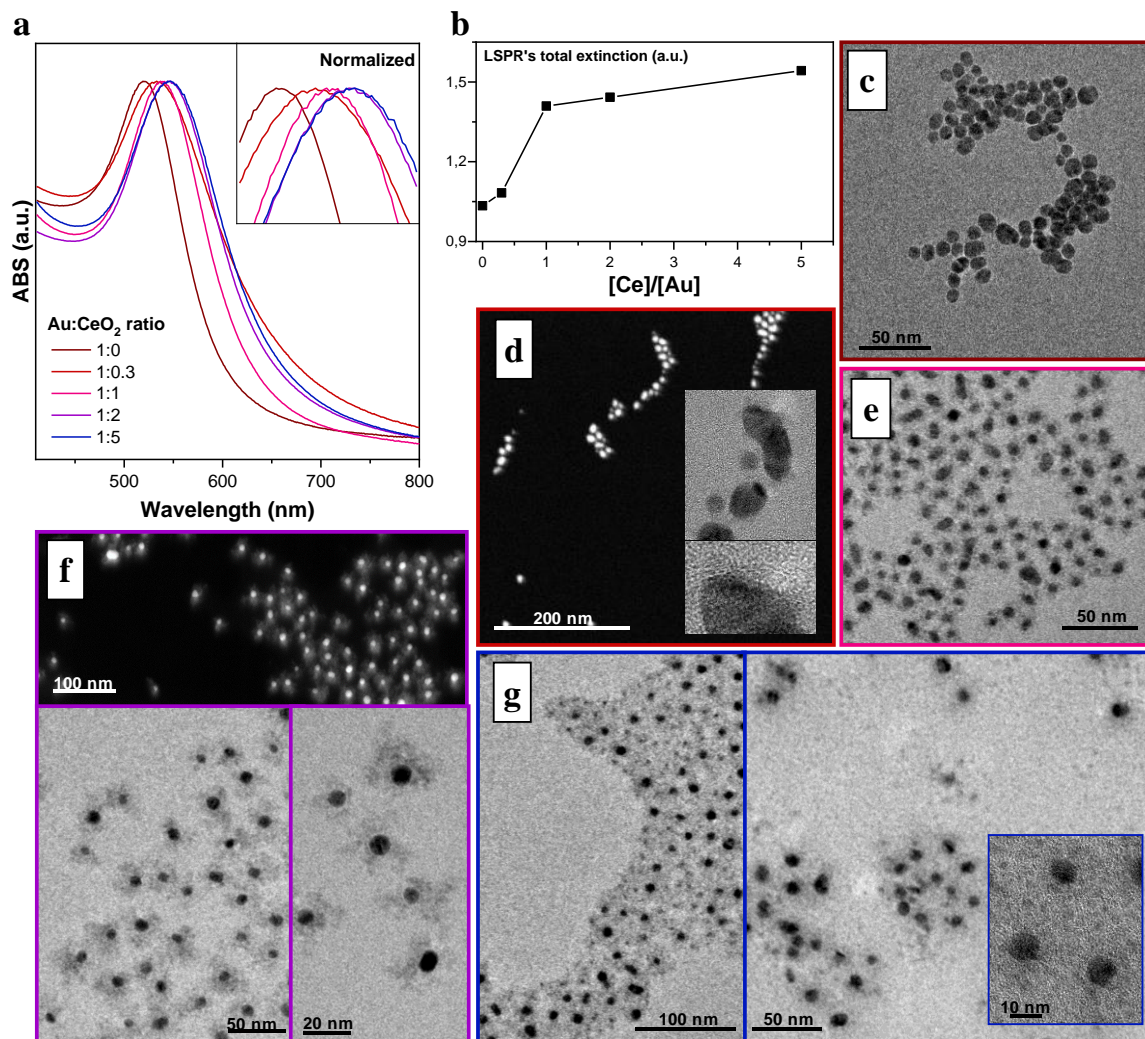 a
Normalized
ABS (a.u.)
Au:CeO₂ ratio
1:0
1:0.3
1:1
1:2
1:5
500 600 700 800
Wavelength (nm)
b
LSPR's total extinction (a.u.)
1,5
1,2
0,9
0 1 2 3 4 5
[Ce]/[Au]
c
50 nm
d
200 nm
e
50 nm
f
100 nm
50 nm
20 nm
g
100 nm
50 nm
10 nm